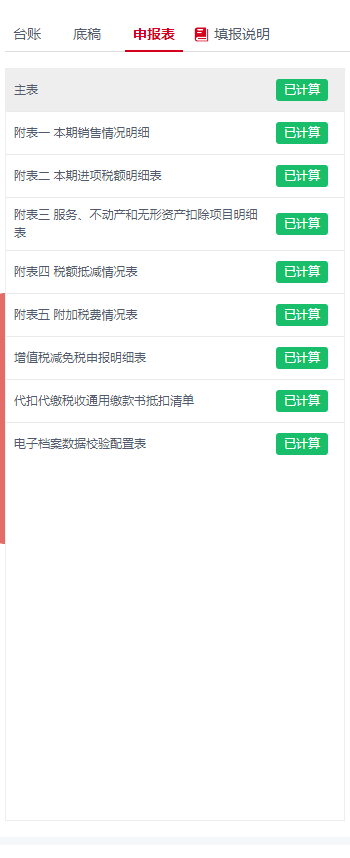 台账 底稿 申报表 填报说明
主表 已计算
附表一 本期销售情况明细 已计算
附表二 本期进项税额明细表 已计算
附表三 服务、不动产和无形资产扣除项目明细
表 已计算
附表四 税额抵减情况表 已计算
附表五 附加税费情况表 已计算
增值税减免税申报明细表 已计算
代扣代缴税收通用缴款书抵扣清单 已计算
电子档案数据校验配置表 已计算